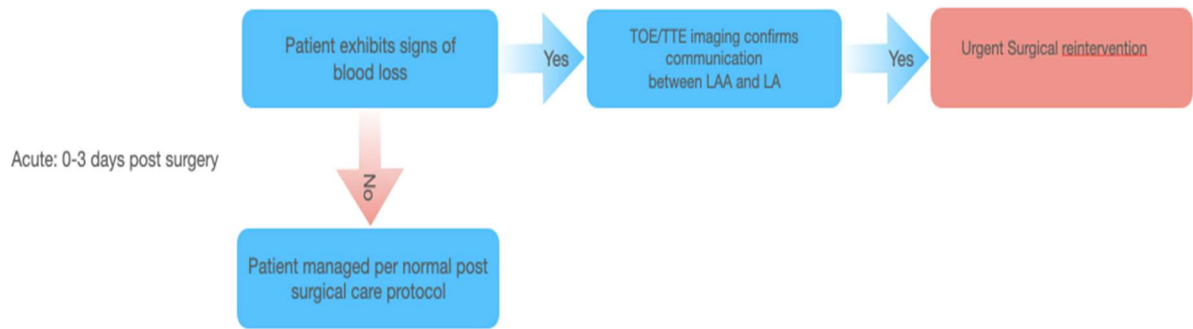 Patient exhibits signs of
blood loss
Yes
TOE/TTE imaging confirms
communication
between LAA and LA
Yes
Urgent Surgical reintervention
Acute: 0-3 days post surgery
No
Patient managed per normal post
surgical care protocol